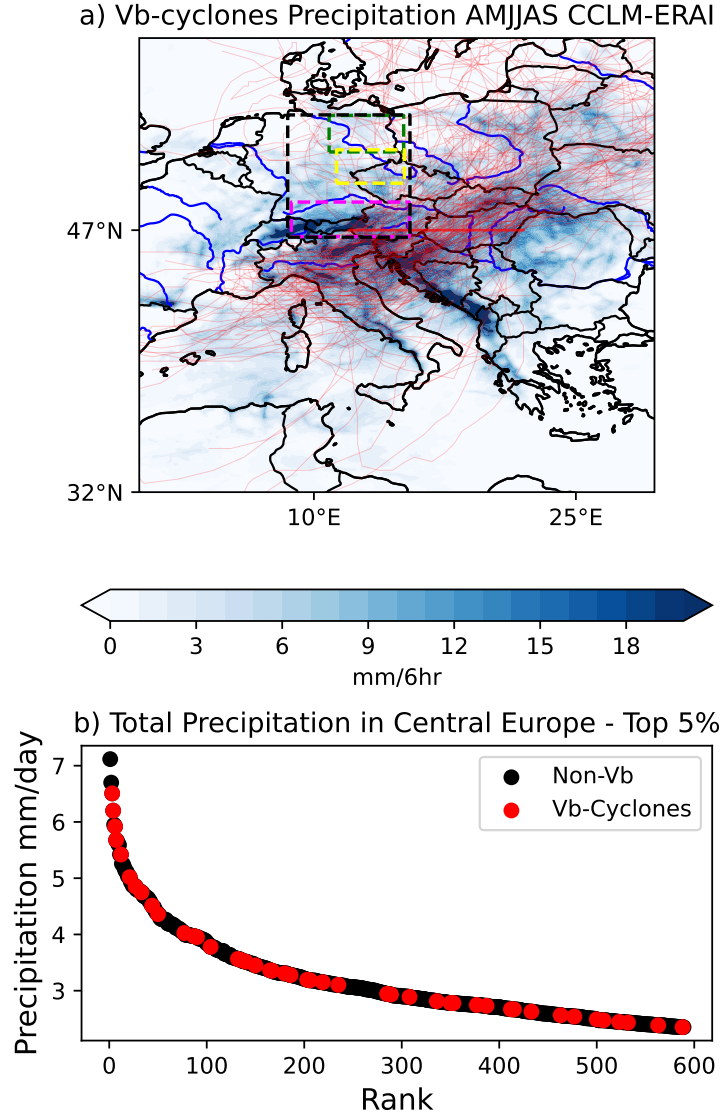 a) Vb-cyclones Precipitation AMJJAS CCLM-ERAI
47°N
32°N
10°E 25°E
0 3 6 9 12 15 18
mm/6hr
b) Total Precipitation in Central Europe - Top 5%
Precipitatiton mm/day
7
6
5
4
3
Non-Vb
Vb-Cyclones
0 100 200 300 400 500 600
Rank